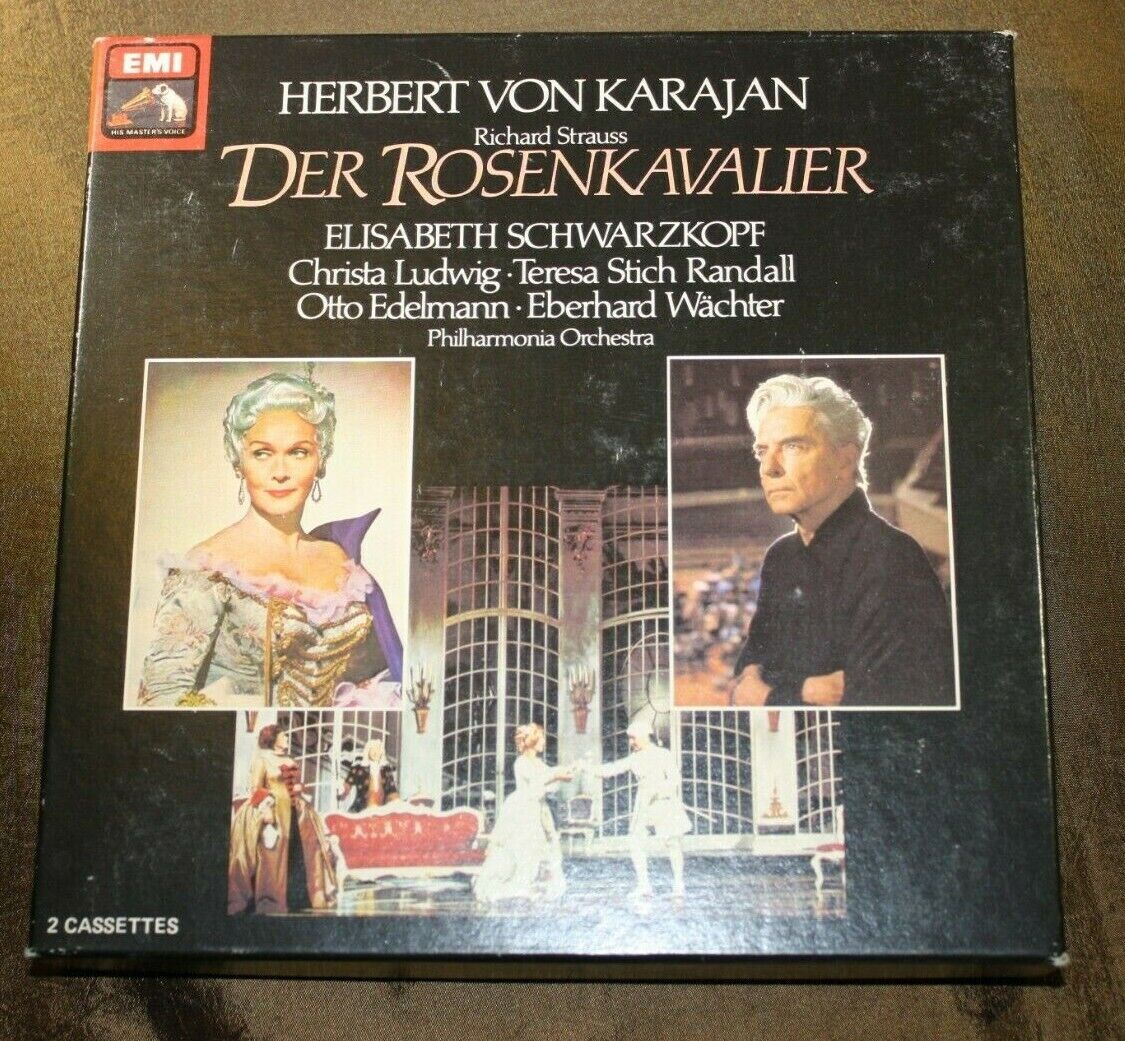 EMI
HIS MASTER'S VOICE
HERBERT VON KARAJAN
Richard Strauss
DER ROSENKAVALIER
ELISABETH SCHWARZKOPF
Christa Ludwig · Teresa Stich Randall
Otto Edelmann · Eberhard Wächter
Philharmonia Orchestra
2 CASSETTES